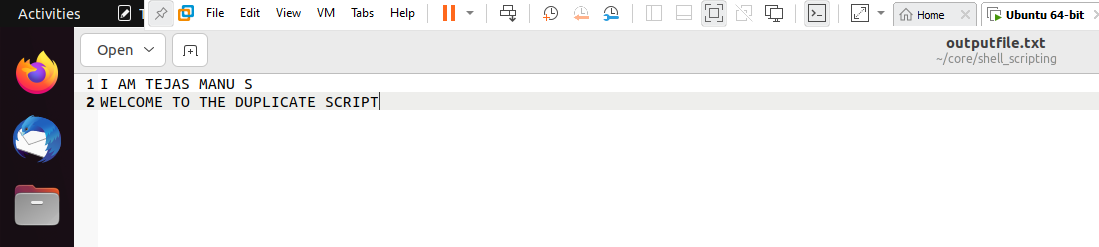 Activities
T
File Edit View VM Tabs Help
Home
Ubuntu 64-bit
Open
outputfile.txt
~/core/shell_scripting
1 I AM TEJAS MANU S
2 WELCOME TO THE DUPLICATE SCRIPT